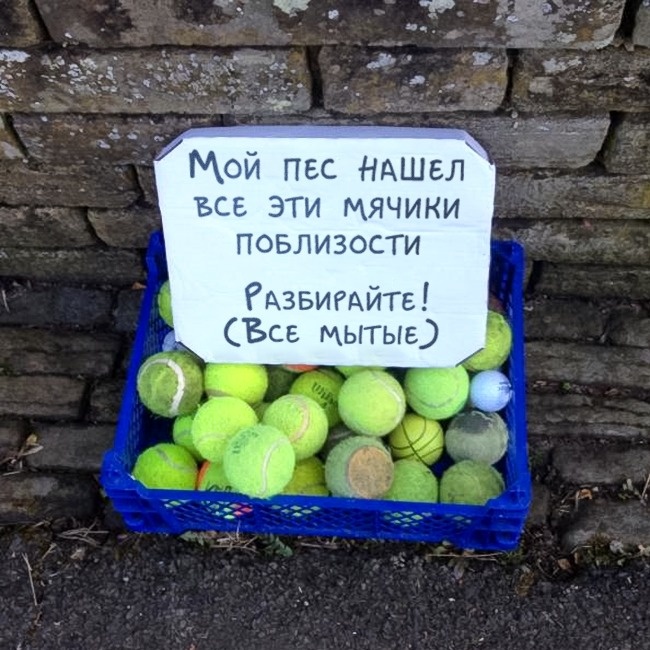 Мой пес нашел
все эти мячики
поблизости
Разбирайте!
(Все мытые)